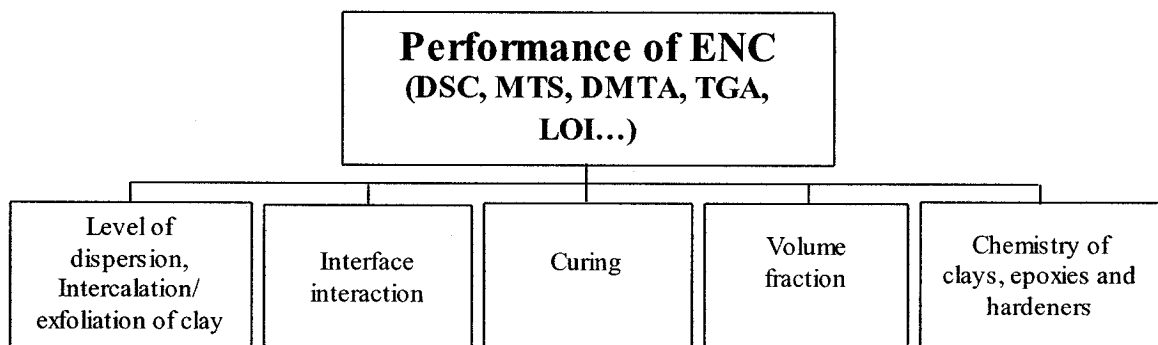 Performance of ENC
(DSC, MTS, DMTA, TGA,
LOI...)
Level of
dispersion,
Intercalation/
exfoliation of clay
Interface
interaction
Curing
Volume
fraction
Chemistry of
clays, epoxies and
hardeners